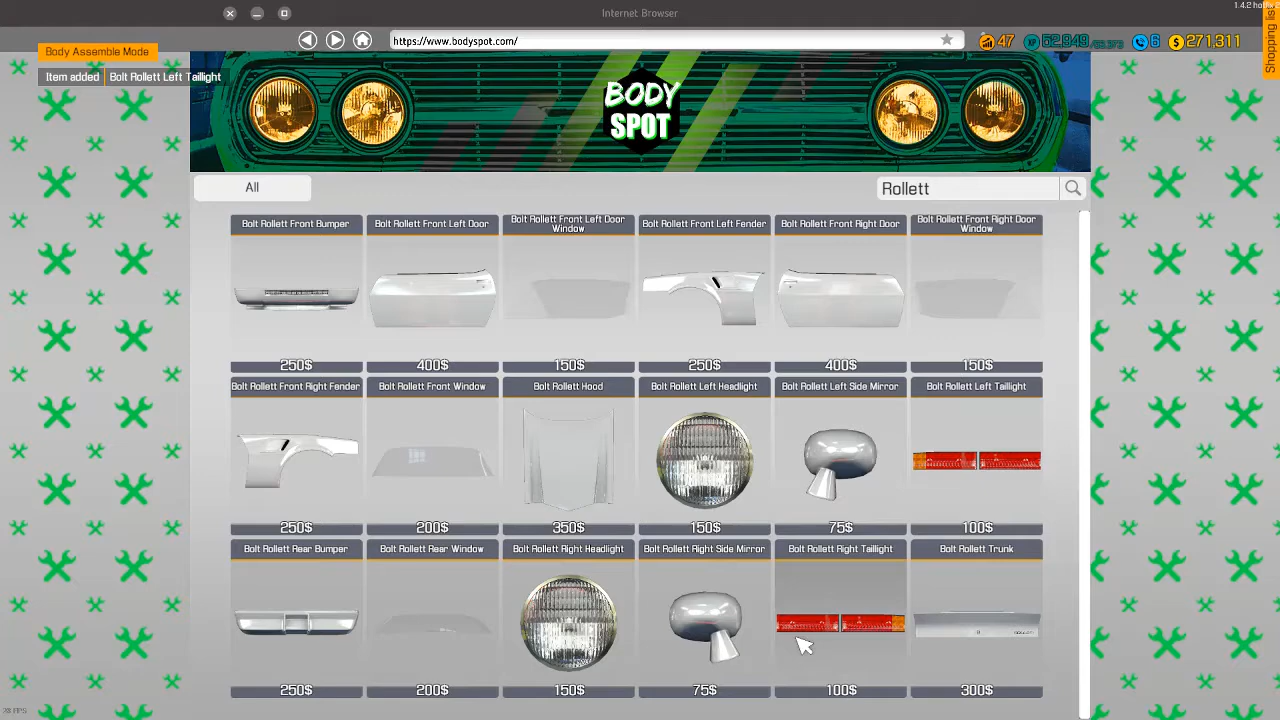 Internet Browser
1.4.2 hotfix 2
Body Assemble Mode
https://www.bodyspot.com/
47
XP
6
$ 271,311
Shopping list
Item added
Bolt Rollett Left Taillight
BODY
SPOT
All
Rollett
Bolt Rollett Front Bumper
Bolt Rollett Front Left Door
Bolt Rollett Front Left Door
Window
Bolt Rollett Front Left Fender
Bolt Rollett Front Right Door
Bolt Rollett Front Right Door
Window
250$
400$
150$
250$
400$
150$
Bolt Rollett Front Right Fender
Bolt Rollett Front Window
Bolt Rollett Hood
Bolt Rollett Left Headlight
Bolt Rollett Left Side Mirror
Bolt Rollett Left Taillight
250$
200$
350$
150$
75$
100$
Bolt Rollett Rear Bumper
Bolt Rollett Rear Window
Bolt Rollett Right Headlight
Bolt Rollett Right Side Mirror
Bolt Rollett Right Taillight
Bolt Rollett Trunk
250$
200$
150$
75$
100$
300$